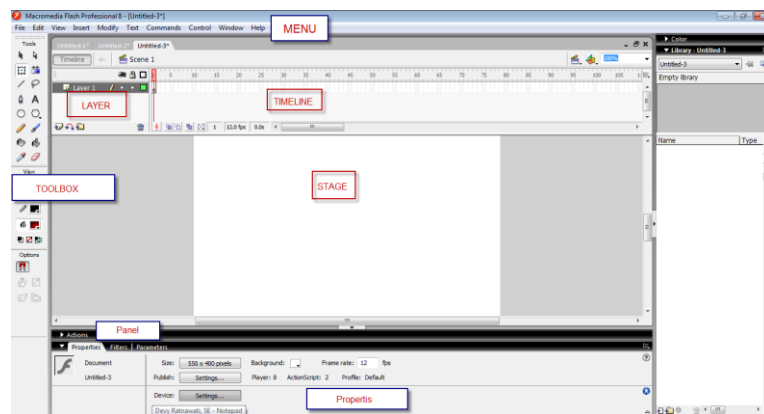 Macromedia Flash Professional 8 - [Untitled-3*]
File Edit View Insert Modify Text Commands Control Window Help
MENU
Tools
Untitled-1* Untitled-2* Untitled-3*
Timeline Scene 1
100%
5 10 15 20 25 30 35 40 45 50 55 60 65 70 75 80 85 90 95 100 105
Layer 1
LAYER
TIMELINE
1 12.0 fps 0.0s
Color
Library - Untitled-3
Untitled-3
Empty library
Name Type
View
TOOLBOX
STAGE
Options
Actions
Panel
Properties Filters Parameters
Document
Untitled-3
Size: 550 x 400 pixels Background: Frame rate: 12 fps
Publish: Settings... Player: 8 ActionScript: 2 Profile: Default
Device: Settings...
Propertis
Devy Ratnawati, SE - Notepad